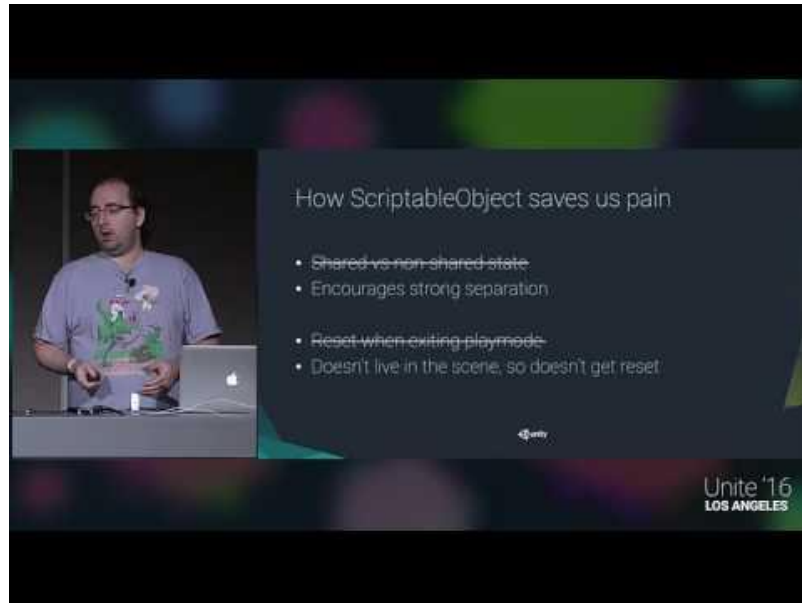 How ScriptableObject saves us pain
• Shared vs non-shared state
• Encourages strong separation
• Reset when exiting playmode
• Doesn't live in the scene, so doesn't get reset
unity
Unite '16
LOS ANGELES